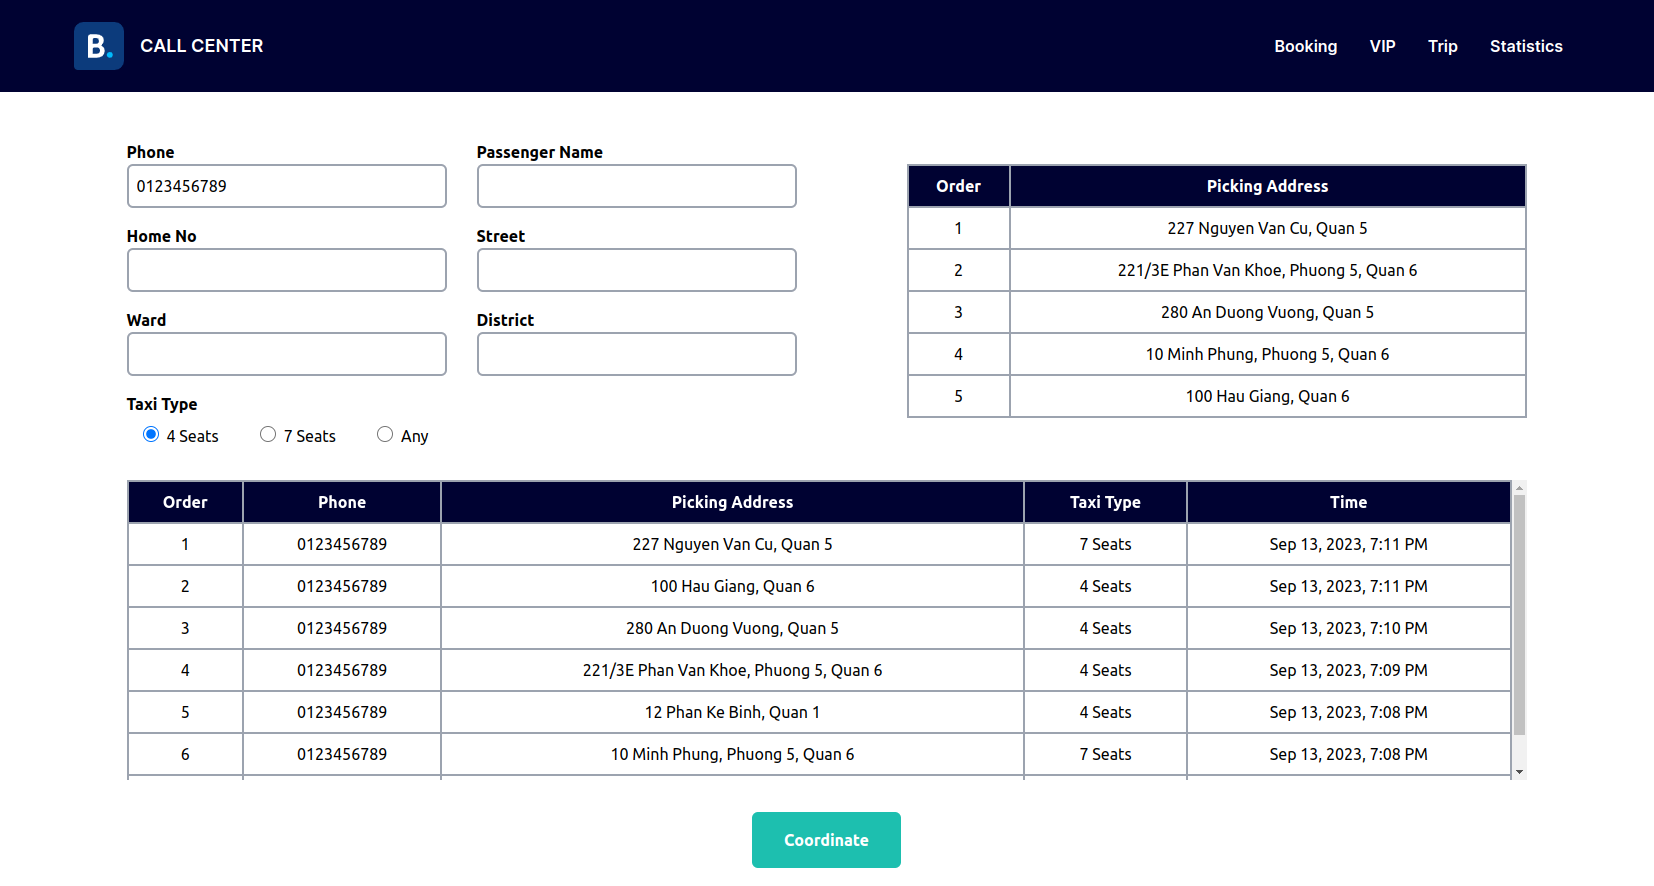 B. CALL CENTER Booking VIP Trip Statistics
Phone Passenger Name
0123456789
Home No Street
Ward District
Taxi Type
4 Seats 7 Seats Any
Order Picking Address
1 227 Nguyen Van Cu, Quan 5
2 221/3E Phan Van Khoe, Phuong 5, Quan 6
3 280 An Duong Vuong, Quan 5
4 10 Minh Phung, Phuong 5, Quan 6
5 100 Hau Giang, Quan 6
Order Phone Picking Address Taxi Type Time
1 0123456789 227 Nguyen Van Cu, Quan 5 7 Seats Sep 13, 2023, 7:11 PM
2 0123456789 100 Hau Giang, Quan 6 4 Seats Sep 13, 2023, 7:11 PM
3 0123456789 280 An Duong Vuong, Quan 5 4 Seats Sep 13, 2023, 7:10 PM
4 0123456789 221/3E Phan Van Khoe, Phuong 5, Quan 6 4 Seats Sep 13, 2023, 7:09 PM
5 0123456789 12 Phan Ke Binh, Quan 1 4 Seats Sep 13, 2023, 7:08 PM
6 0123456789 10 Minh Phung, Phuong 5, Quan 6 7 Seats Sep 13, 2023, 7:08 PM
Coordinate